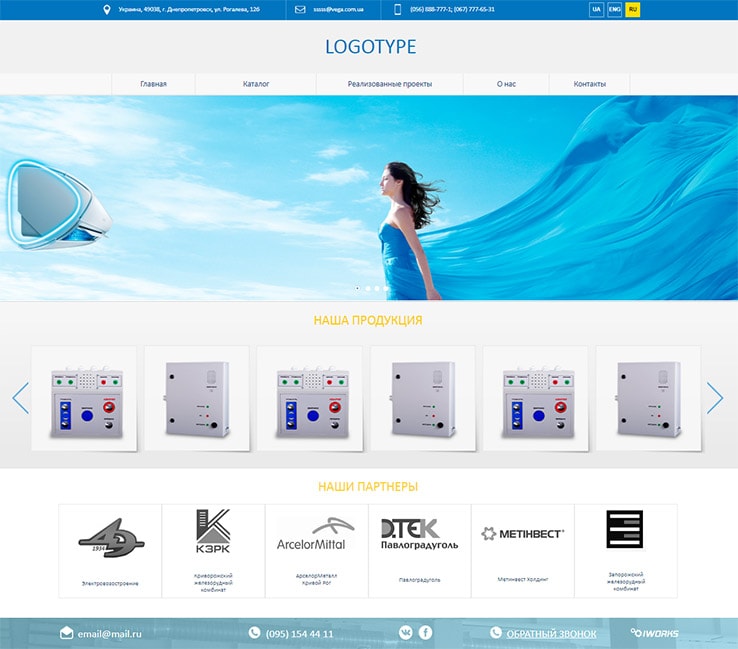 Украина, 49038, г. Днепропетровск, ул. Рогалева, 126
sssss@vega.com.ua
(056) 888-777-1; (067) 777-65-31
UA ENG RU
LOGOTYPE
Главная Каталог Реализованные проекты О нас Контакты
НАША ПРОДУКЦИЯ
НАШИ ПАРТНЕРЫ
1934
Электровозостроение
КЗРК
Криворожский
железорудный
комбинат
ArcelorMittal
АрселорМеталл
Кривой Рог
D.TEK
Павлоградуголь
Павлоградуголь
МЕТІНВЕСТ
Метинвест Холдинг
Запорожский
железорудный
комбинат
email@mail.ru
(095) 154 44 11
ОБРАТНЫЙ ЗВОНОК
IWORKS